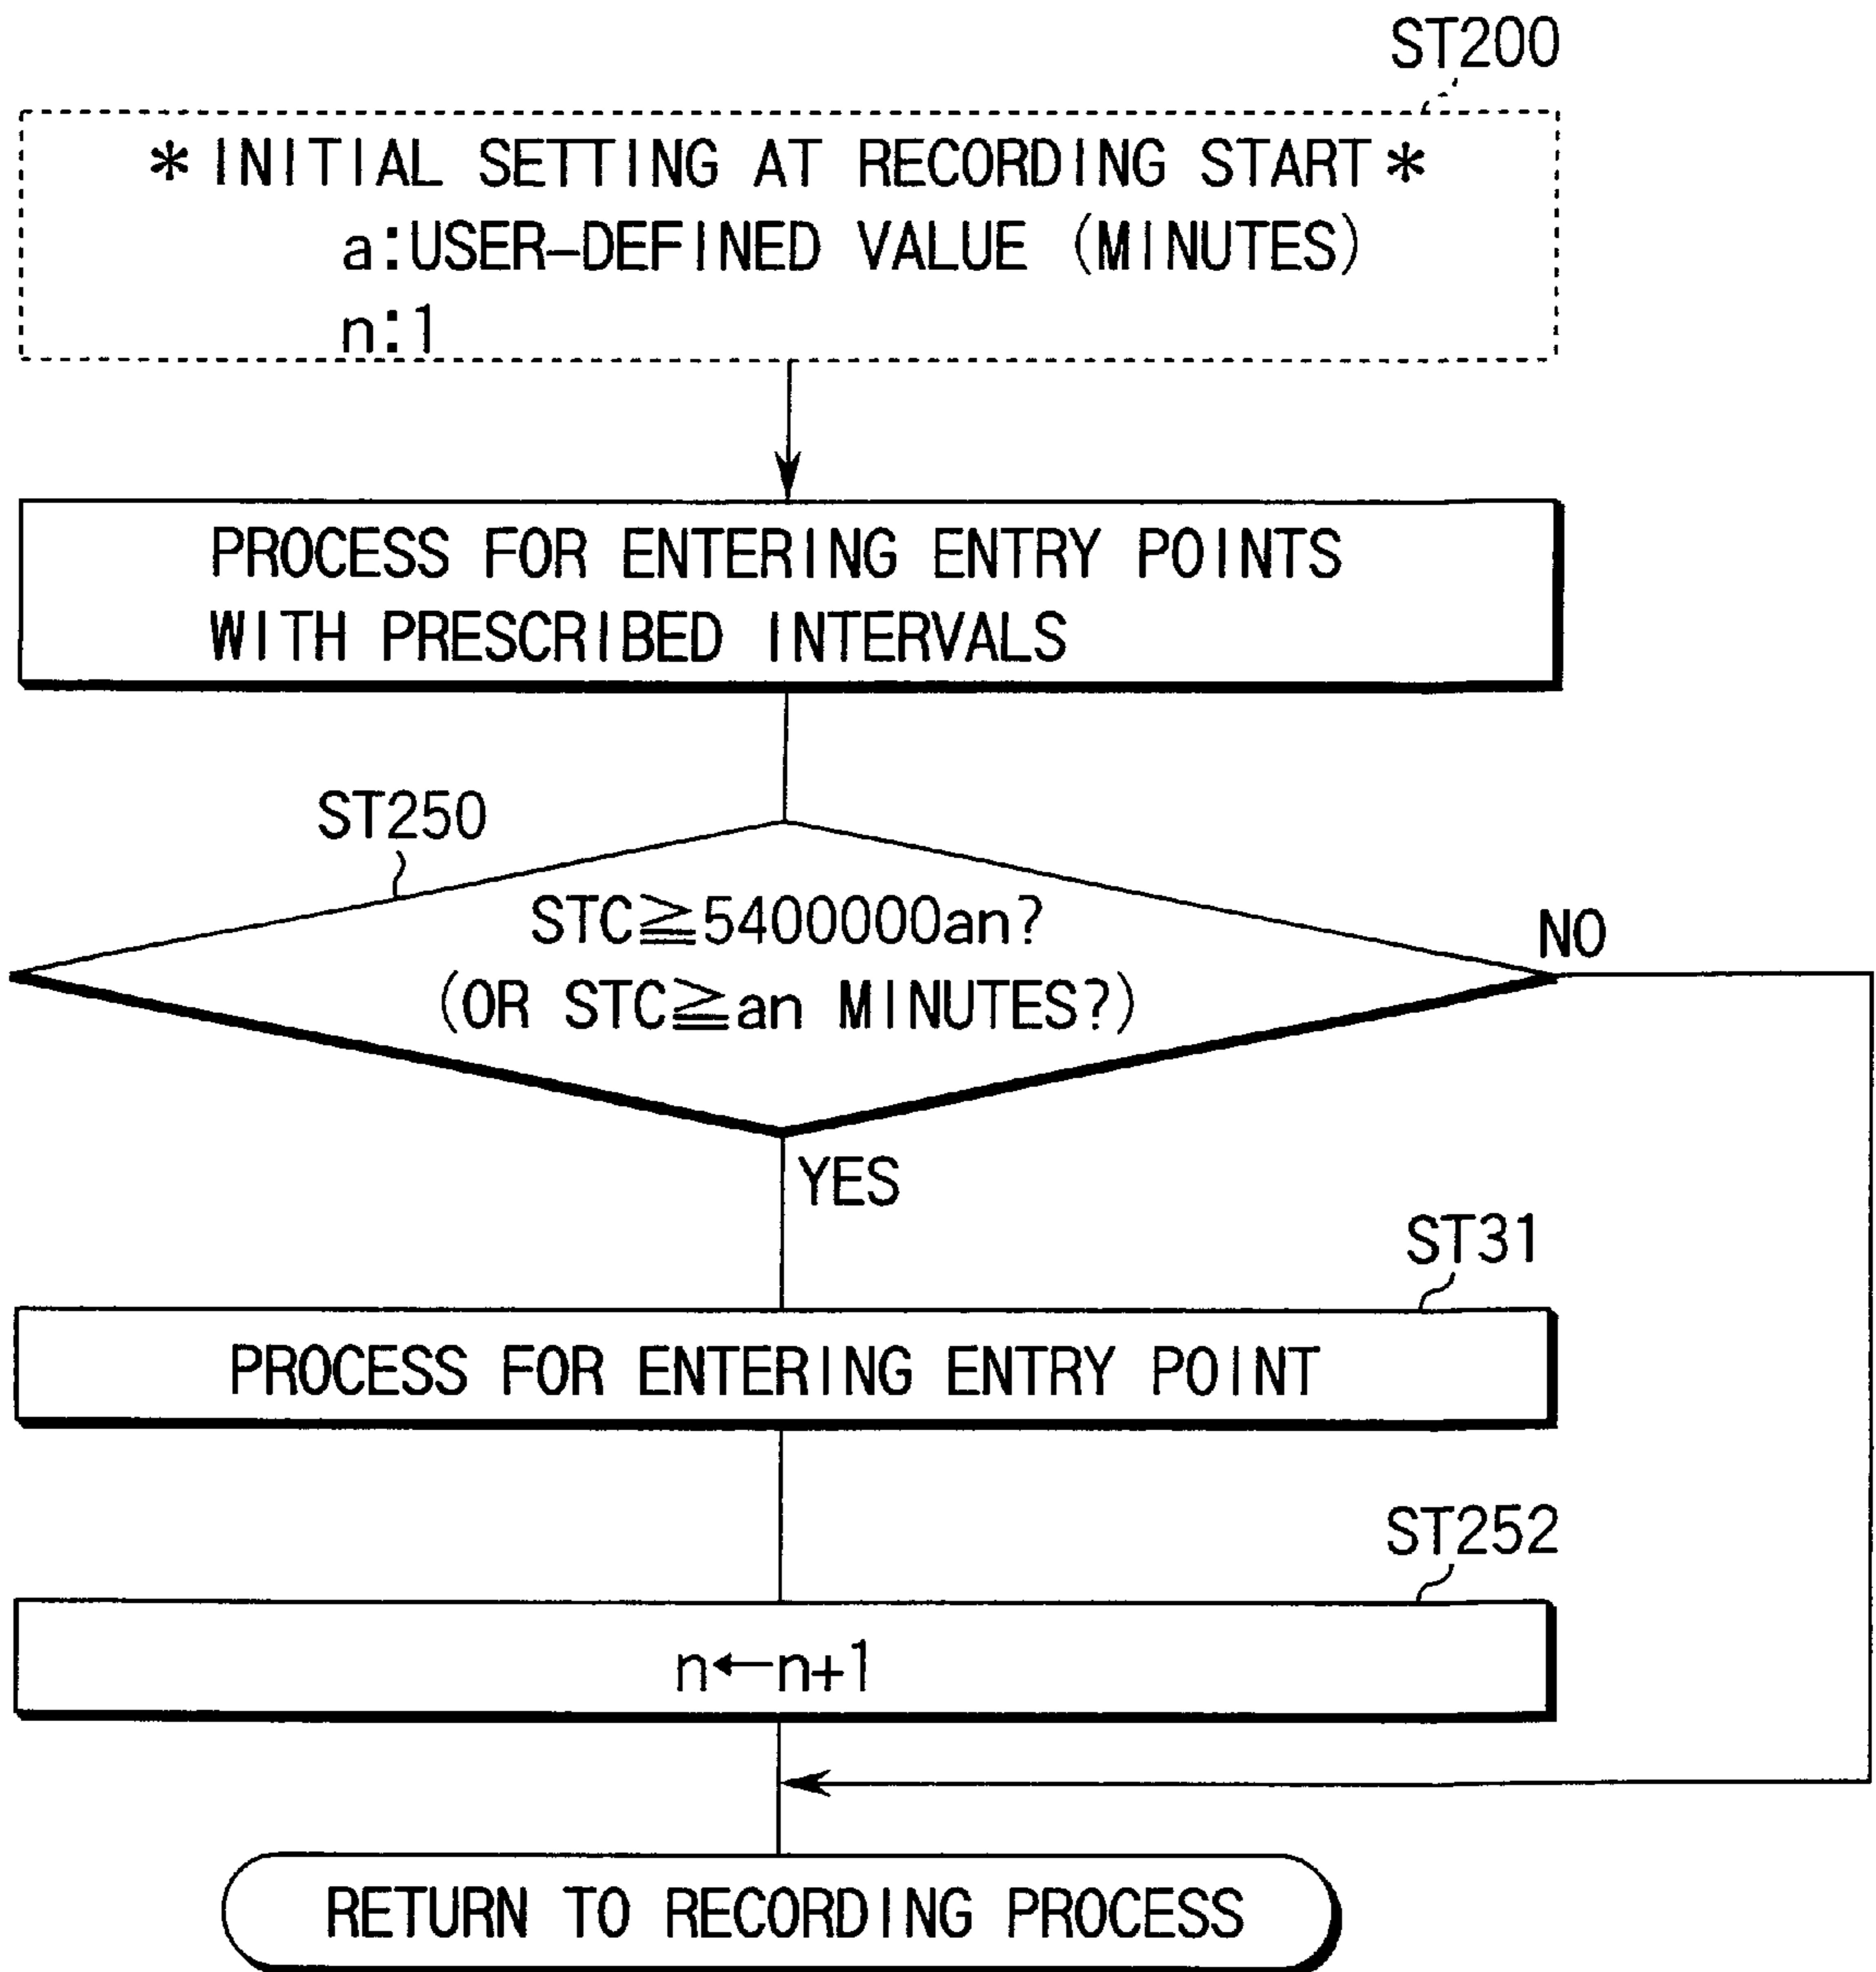 ST200
*INITIAL SETTING AT RECORDING START*
a:USER-DEFINED VALUE (MINUTES)
n:1
PROCESS FOR ENTERING ENTRY POINTS
WITH PRESCRIBED INTERVALS
ST250
STC≧5400000an?
(OR STC≧an MINUTES?)
NO
YES
ST31
PROCESS FOR ENTERING ENTRY POINT
ST252
n←n+1
RETURN TO RECORDING PROCESS